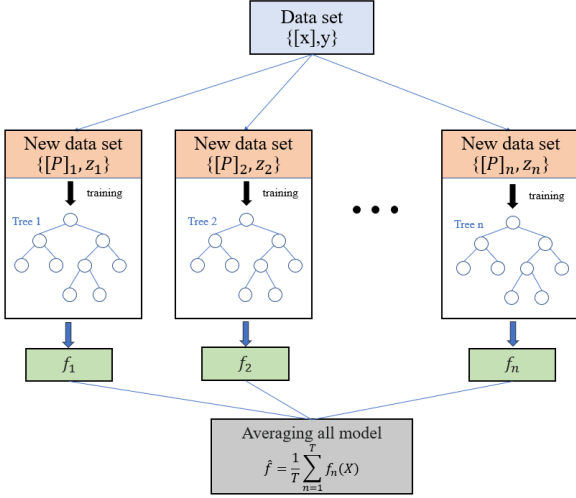 Data set
{[x],y}
New data set
{[P]₁, z₁}
training
Tree 1
New data set
{[P]₂, z₂}
training
Tree 2
• • •
New data set
{[P]ₙ, zₙ}
training
Tree n
f₁
f₂
fₙ
Averaging all model
f̂ = 1/T ∑ₙ₌₁ᵀ fₙ(X)